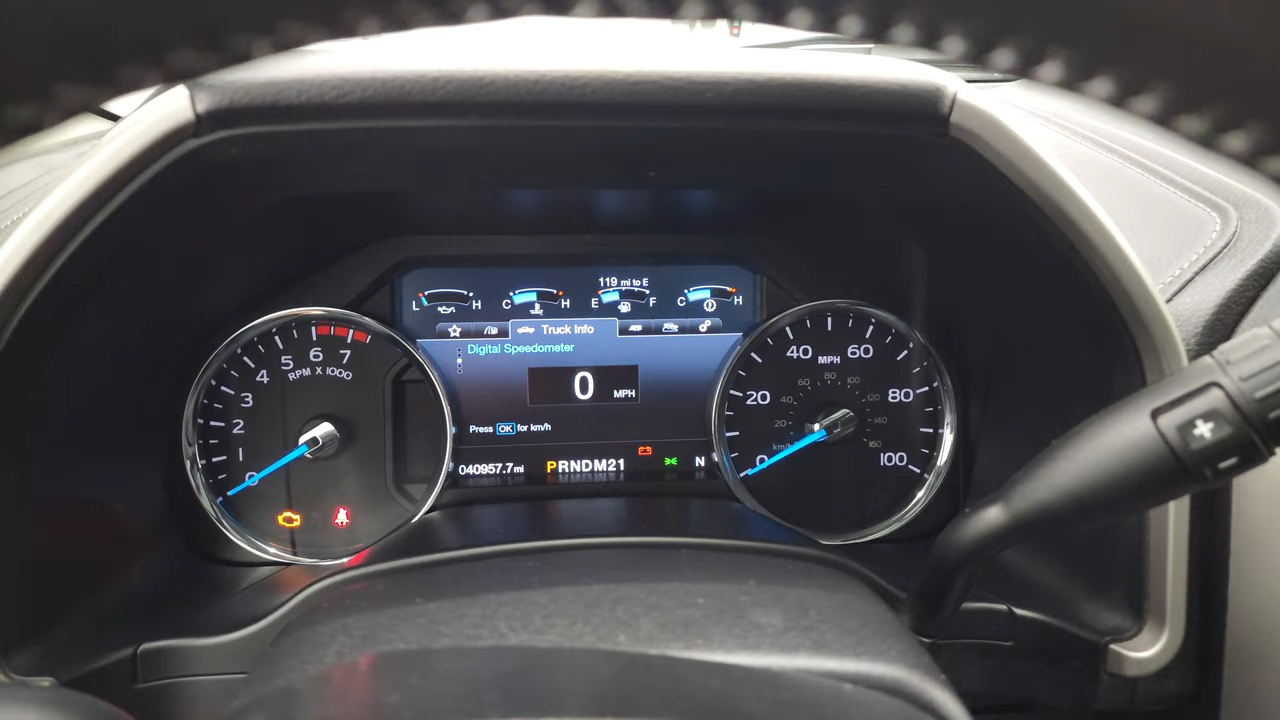 119 mi to E
L H C H E F C H
Truck Info
Digital Speedometer
0 MPH
Press OK for km/h
040957.7 mi PRNDM21 N
0 1 2 3 4 5 6 7
RPM X 1000
0 20 40 60 80 100
MPH
km/h 20 40 60 80 100 120 140 160
+
-